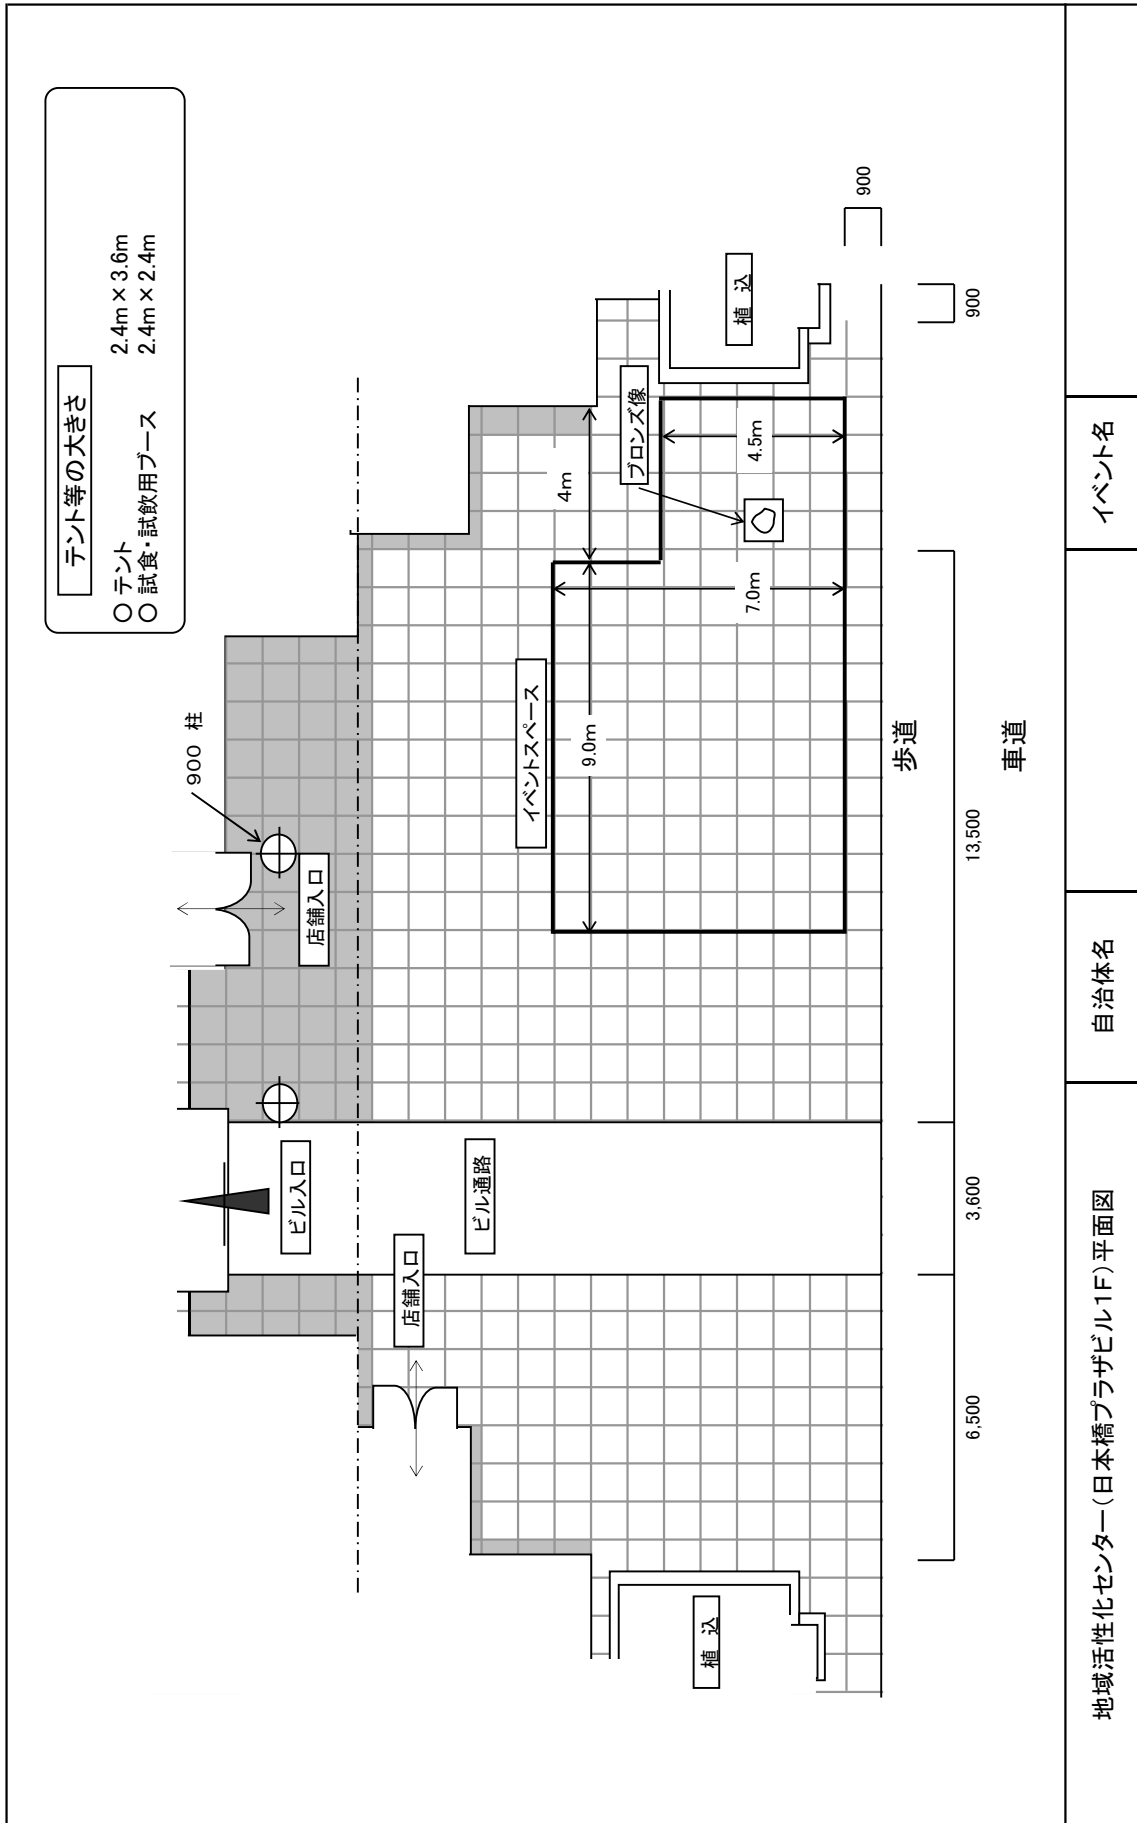 テント等の大きさ
○ テント 2.4m×3.6m
○ 試食・試飲用ブース 2.4m×2.4m
900 柱
店舗入口
ビル入口
ビル通路
店舗入口
イベントスペース
ブロンズ像
4m
9.0m
4.5m
7.0m
植 込
植 込
900
歩道
900
6,500
3,600
13,500
車道
地域活性化センター(日本橋プラザビル1F)平面図
自治体名
イベント名